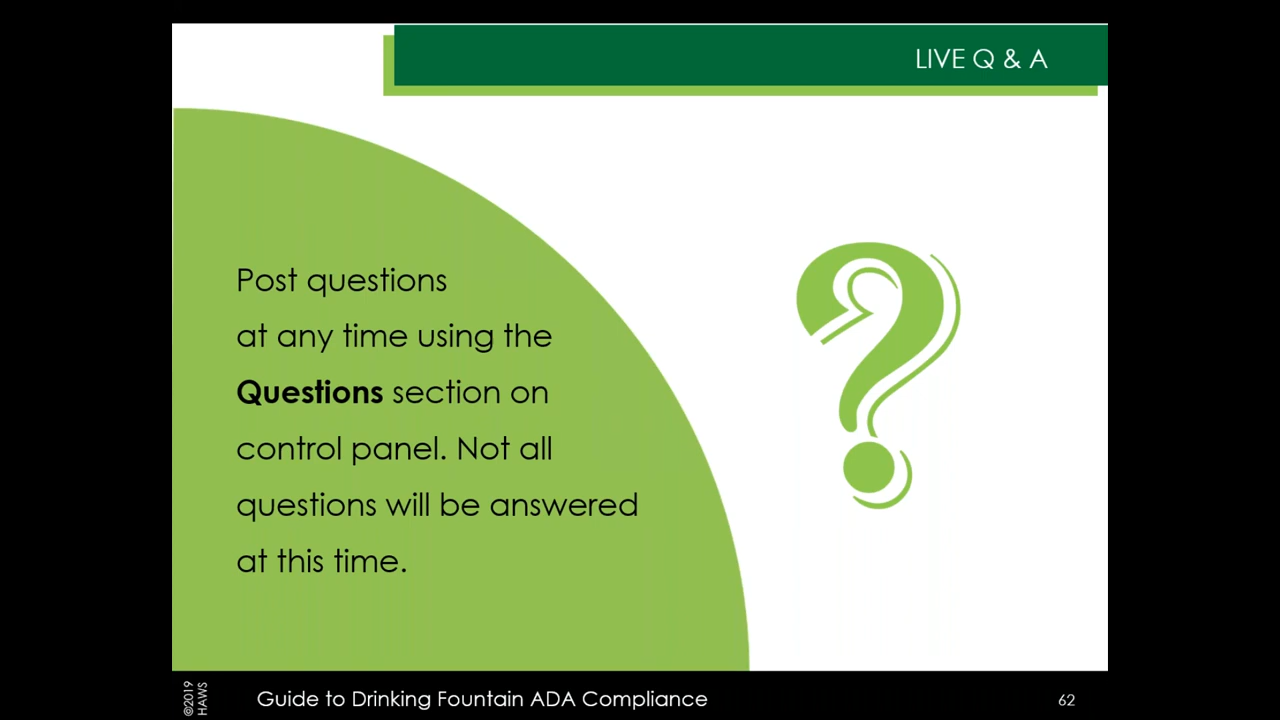 LIVE Q & A
Post questions
at any time using the
Questions section on
control panel. Not all
questions will be answered
at this time.
©2019
HAWS
Guide to Drinking Fountain ADA Compliance
62